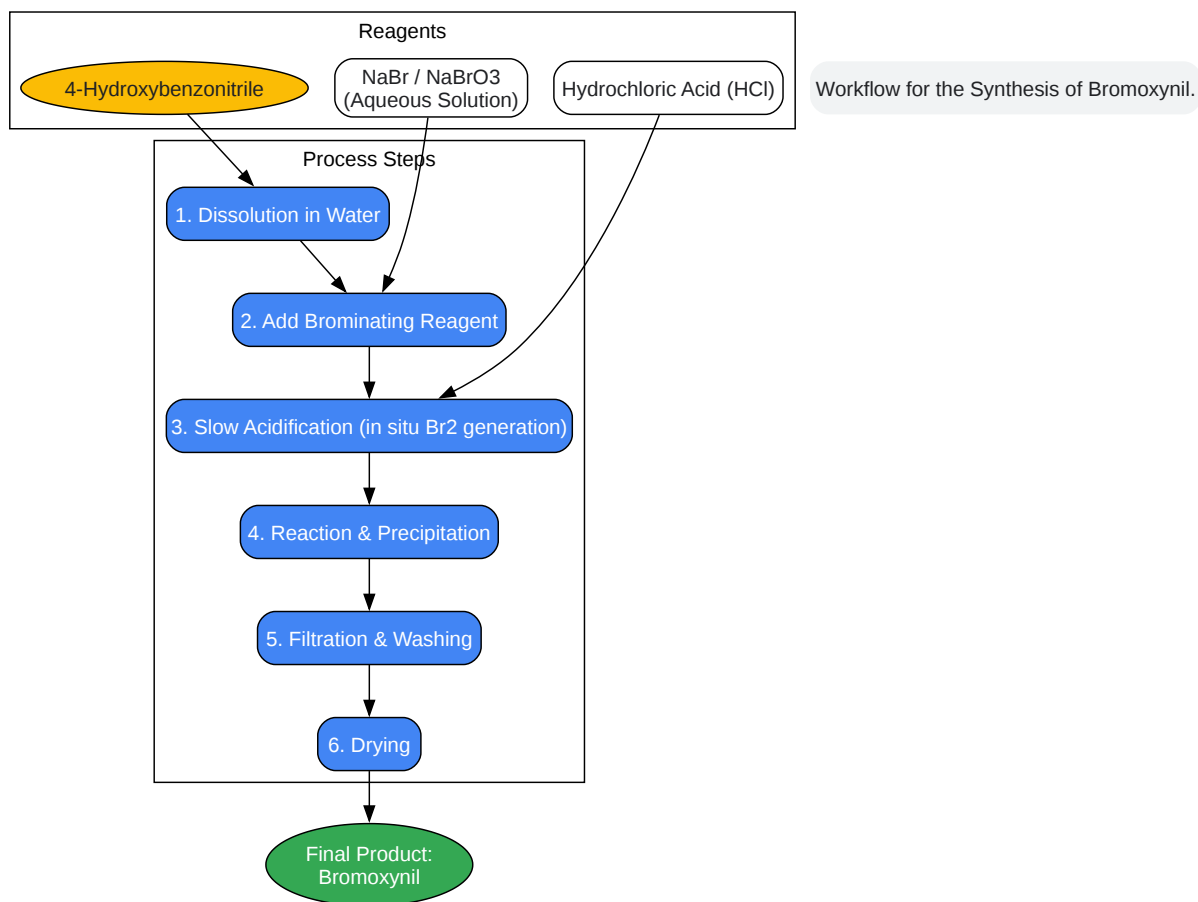 Reagents
4-Hydroxybenzonitrile
NaBr / NaBrO3
(Aqueous Solution)
Hydrochloric Acid (HCl)
Workflow for the Synthesis of Bromoxynil.
Process Steps
1. Dissolution in Water
2. Add Brominating Reagent
3. Slow Acidification (in situ Br2 generation)
4. Reaction & Precipitation
5. Filtration & Washing
6. Drying
Final Product:
Bromoxynil